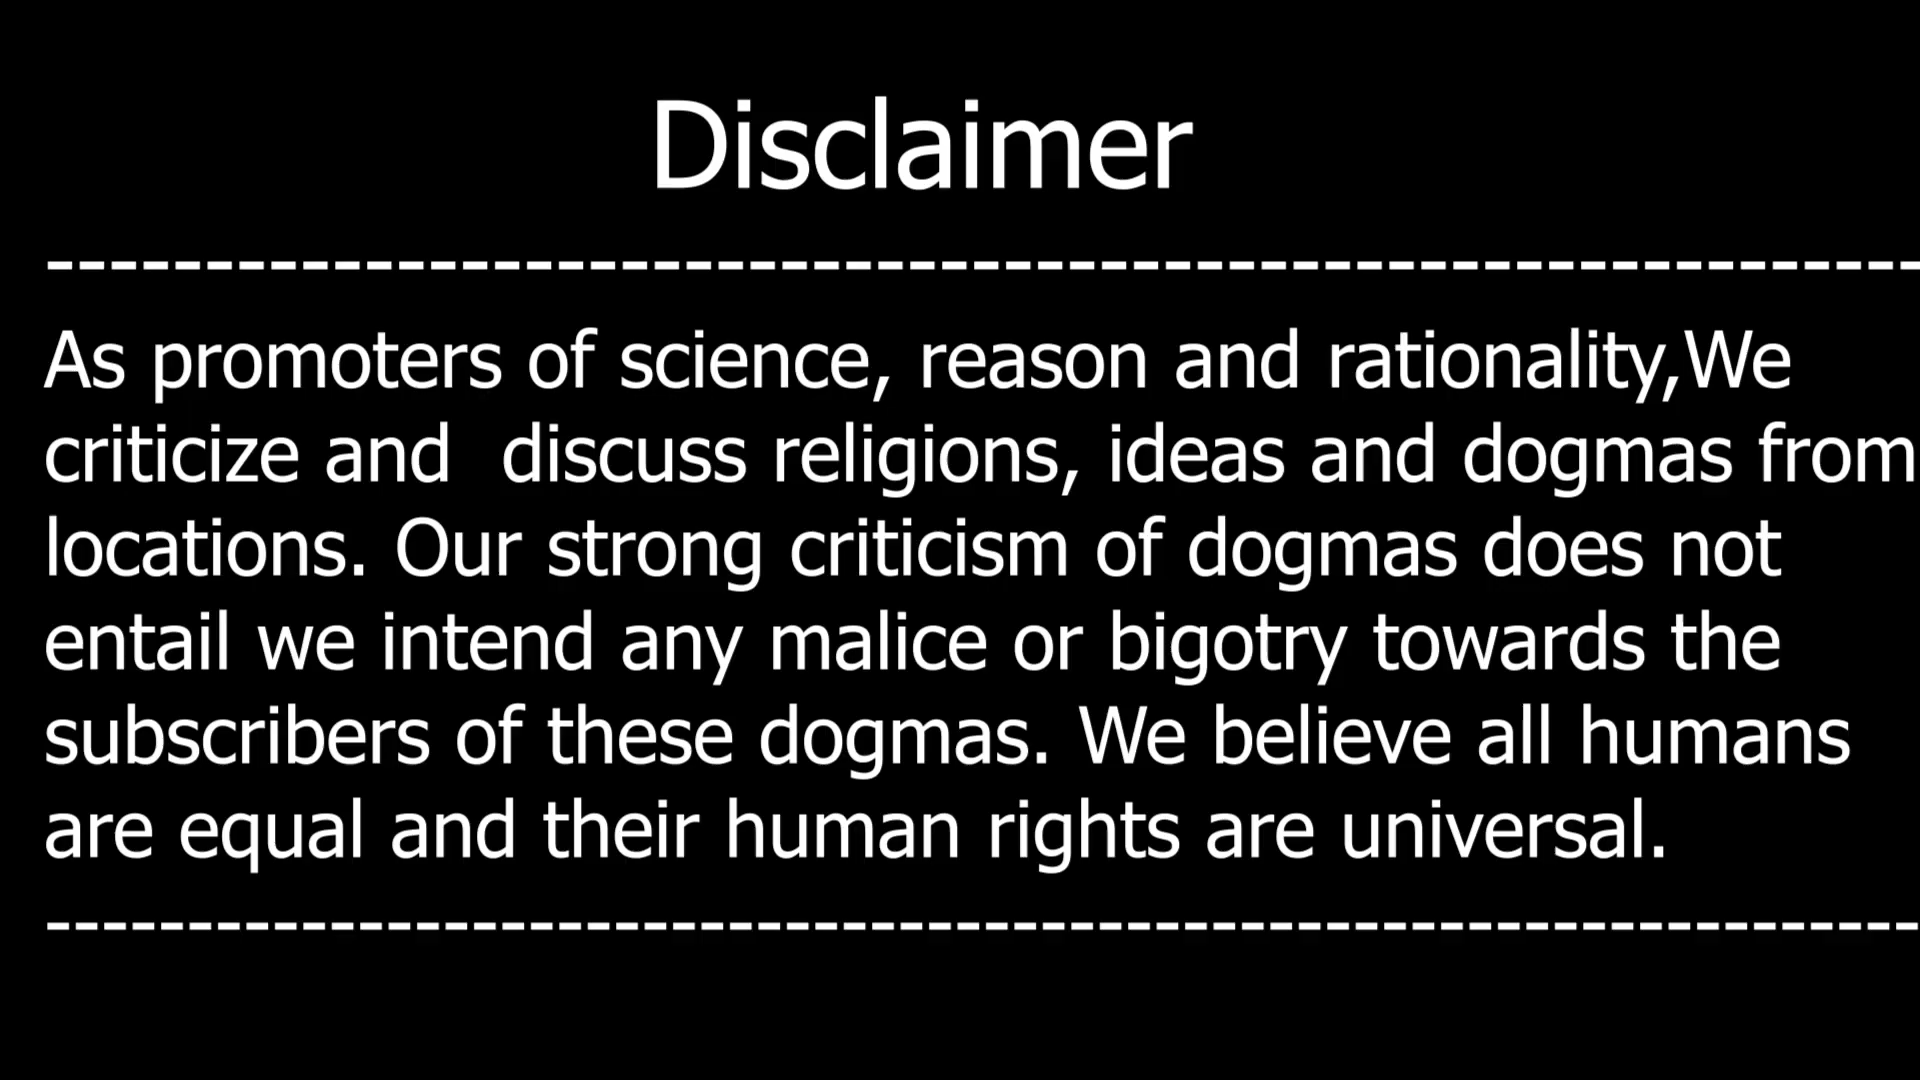 Disclaimer
----------------------------------------------------------
As promoters of science, reason and rationality,We
criticize and  discuss religions, ideas and dogmas from
locations. Our strong criticism of dogmas does not
entail we intend any malice or bigotry towards the
subscribers of these dogmas. We believe all humans
are equal and their human rights are universal.
------------------------------------------------------------------